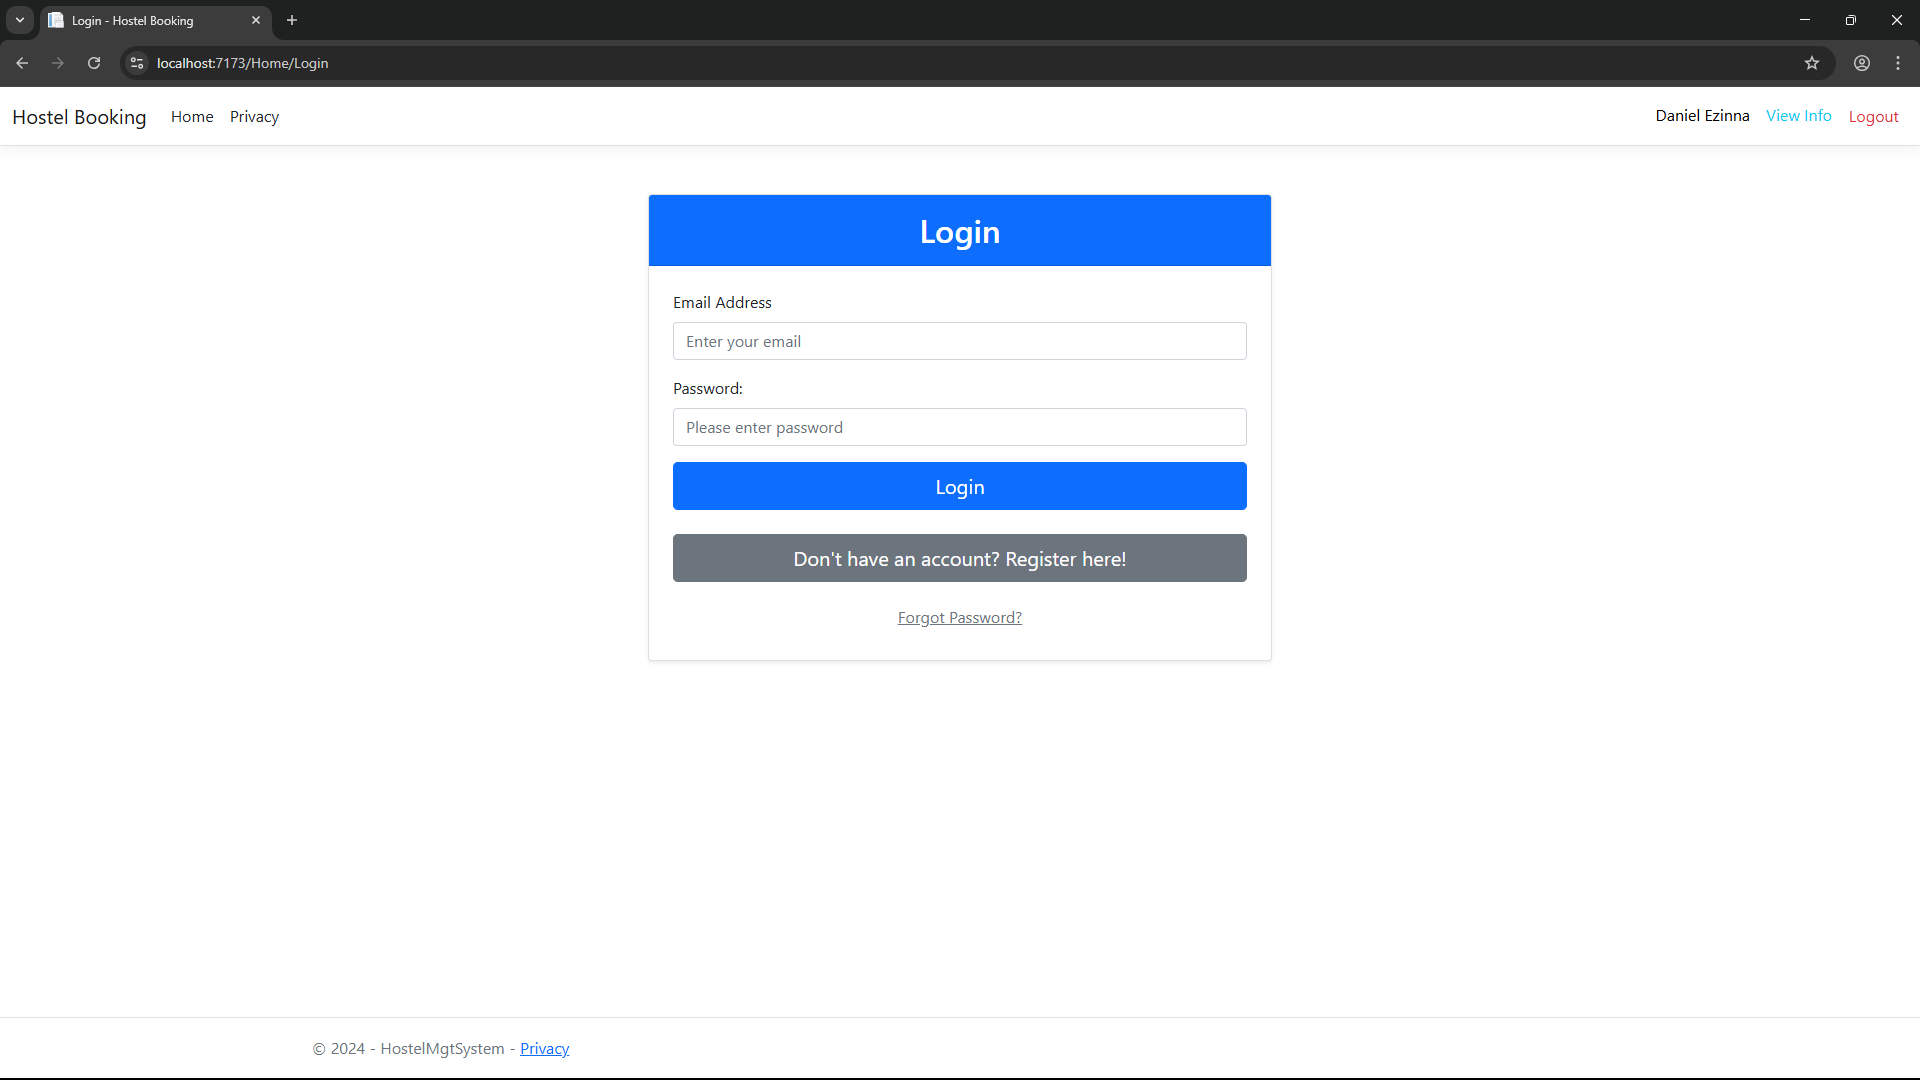 Login - Hostel Booking
localhost:7173/Home/Login
Hostel Booking Home Privacy Daniel Ezinna View Info Logout
Login
Email Address
Enter your email
Password:
Please enter password
Login
Don't have an account? Register here!
Forgot Password?
© 2024 - HostelMgtSystem - Privacy